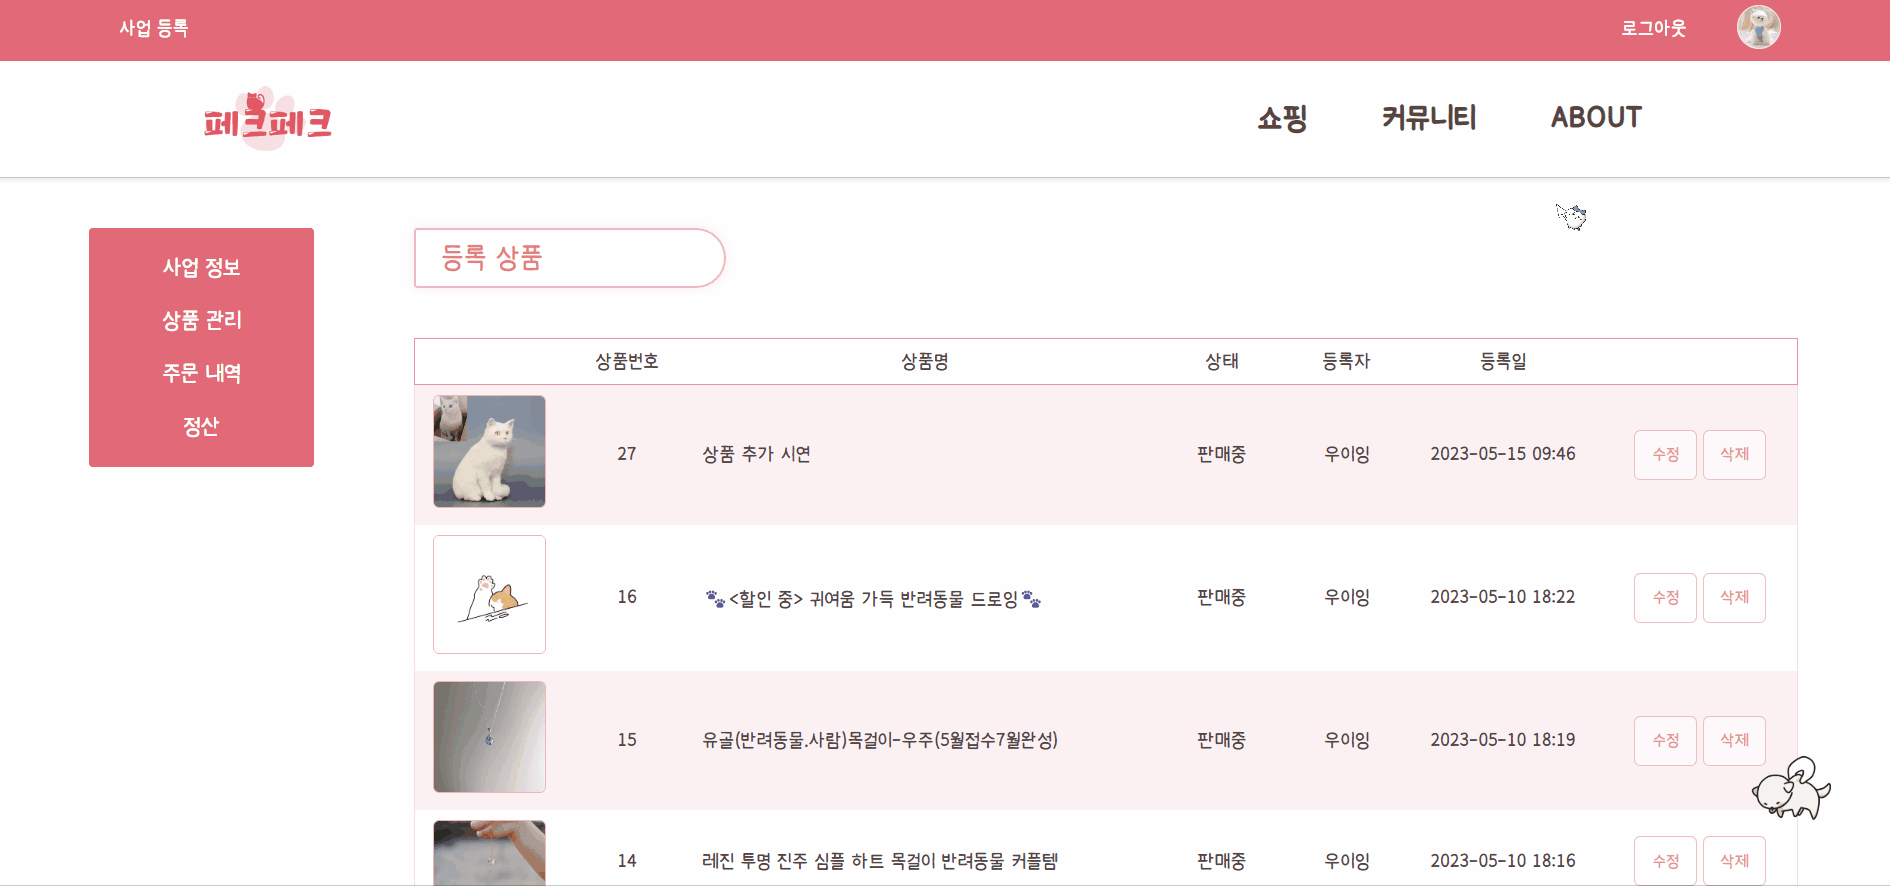 사업 등록
로그아웃
페크페크
쇼핑
커뮤니티
ABOUT
사업 정보
상품 관리
주문 내역
정산
등록 상품
상품번호 상품명 상태 등록자 등록일
27 상품 추가 시연 판매중 우이잉 2023-05-15 09:46 수정 삭제
16 🐾<할인 중> 귀여움 가득 반려동물 드로잉🐾 판매중 우이잉 2023-05-10 18:22 수정 삭제
15 유골(반려동물.사람)목걸이-우주(5월접수7월완성) 판매중 우이잉 2023-05-10 18:19 수정 삭제
14 레진 투명 진주 심플 하트 목걸이 반려동물 커플템 판매중 우이잉 2023-05-10 18:16 수정 삭제